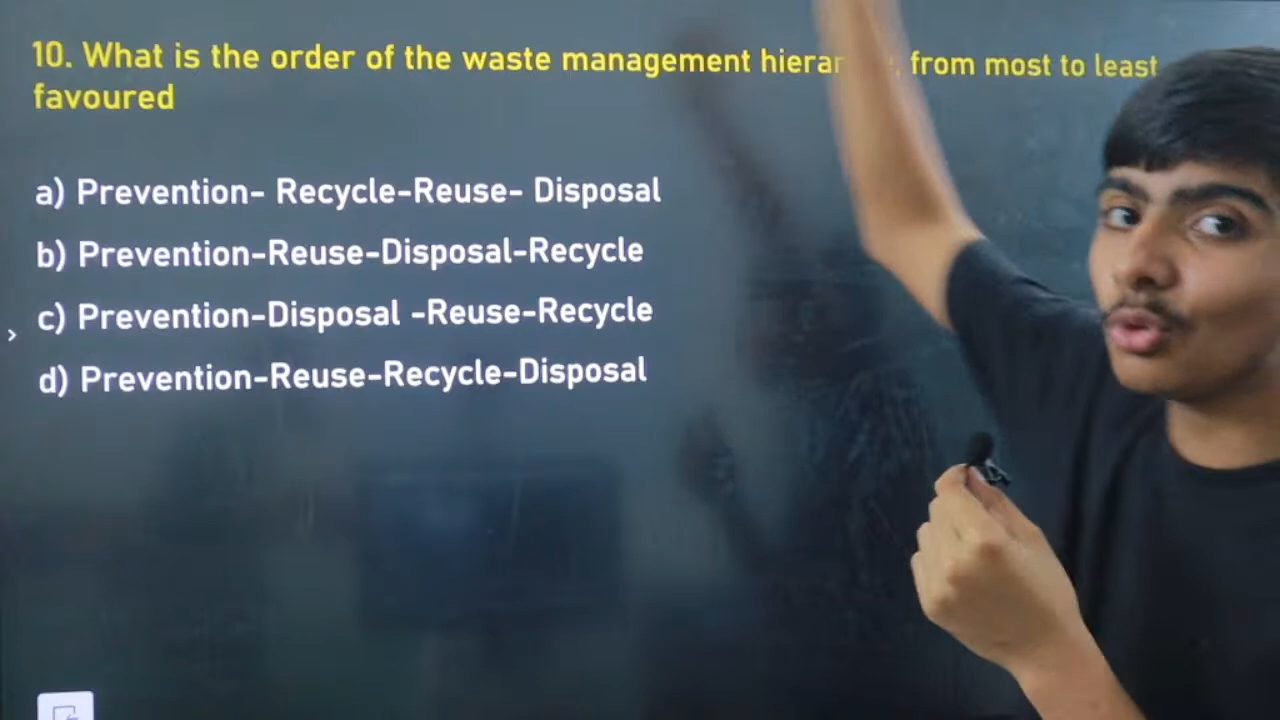 10. What is the order of the waste management from most to least
favoured
a) Prevention- Recycle-Reuse- Disposal
b) Prevention-Reuse-Disposal-Recycle
c) Prevention-Disposal -Reuse-Recycle
d) Prevention-Reuse-Recycle-Disposal